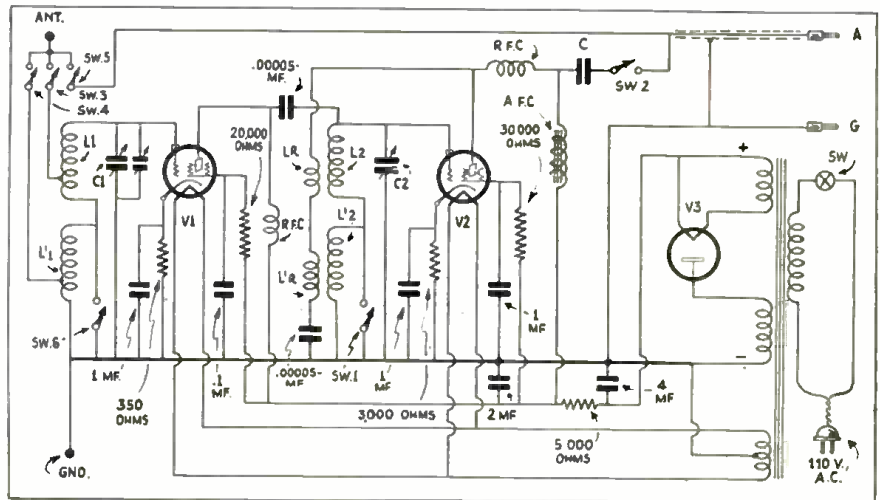 ANT.
SW.5
SW.3
SW.4
.00005-
MF.
R.F.C
C
SW 2
A
A F.C
G
20,000
OHMS
30000
OHMS
L1
C1
LR
L2
C2
+
SW
V1
V2
V3
R.F.C
L'1
L'R
L'2
SW.6
1
MF
–
1 MF.
.1
MF.
.00005-
MF
SW.1
1
MF
4
MF
350
OHMS
3,000 OHMS
2 MF
5 000
OHMS
GND.
110 V.,
A.C.